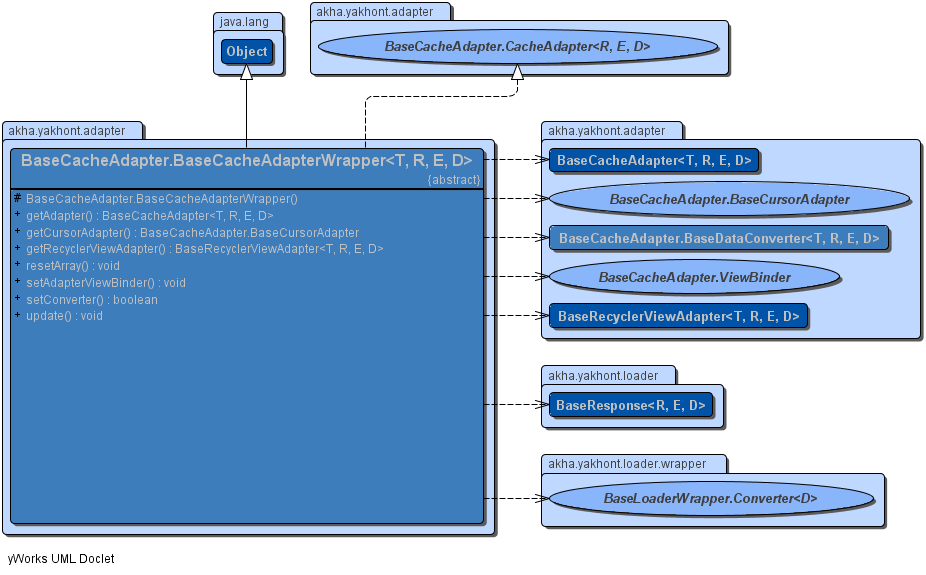 java.lang
Object
akha.yakhont.adapter
BaseCacheAdapter.CacheAdapter<R, E, D>
akha.yakhont.adapter
BaseCacheAdapter.BaseCacheAdapterWrapper<T, R, E, D>
{abstract}
# BaseCacheAdapter.BaseCacheAdapterWrapper()
+ getAdapter() : BaseCacheAdapter<T, R, E, D>
+ getCursorAdapter() : BaseCacheAdapter.BaseCursorAdapter
+ getRecyclerViewAdapter() : BaseRecyclerViewAdapter<T, R, E, D>
+ resetArray() : void
+ setAdapterViewBinder() : void
+ setConverter() : boolean
+ update() : void
akha.yakhont.adapter
BaseCacheAdapter<T, R, E, D>
BaseCacheAdapter.BaseCursorAdapter
BaseCacheAdapter.BaseDataConverter<T, R, E, D>
BaseCacheAdapter.ViewBinder
BaseRecyclerViewAdapter<T, R, E, D>
akha.yakhont.loader
BaseResponse<R, E, D>
akha.yakhont.loader.wrapper
BaseLoaderWrapper.Converter<D>
yWorks UML Doclet